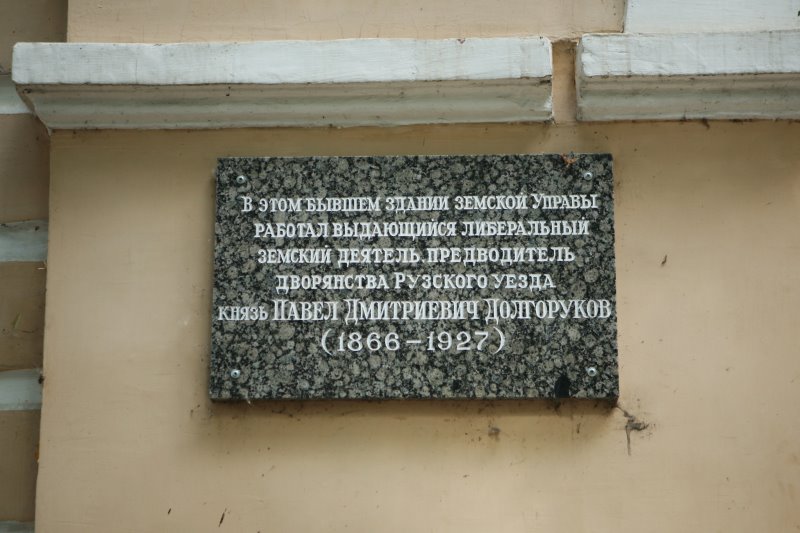 В ЭТОМ БЫВШЕМ ЗДАНИИ ЗЕМСКОЙ УПРАВЫ
РАБОТАЛ ВЫДАЮЩИЙСЯ ЛИБЕРАЛЬНЫЙ
ЗЕМСКИЙ ДЕЯТЕЛЬ, ПРЕДВОДИТЕЛЬ
ДВОРЯНСТВА РУЗСКОГО УЕЗДА
КНЯЗЬ ПАВЕЛ ДМИТРИЕВИЧ ДОЛГОРУКОВ
(1866–1927)